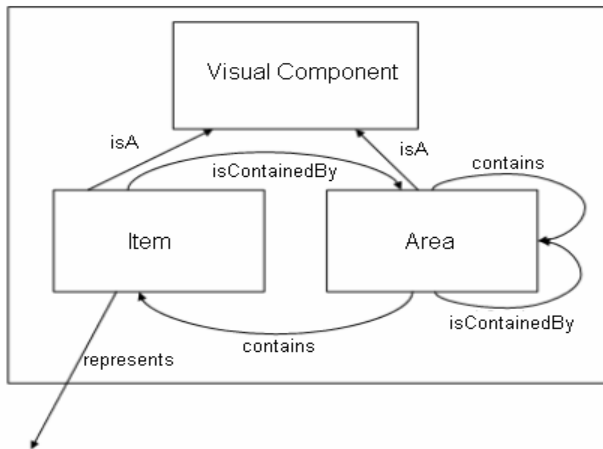 Visual Component
isA
isA
isContainedBy
contains
Item
Area
isContainedBy
contains
represents